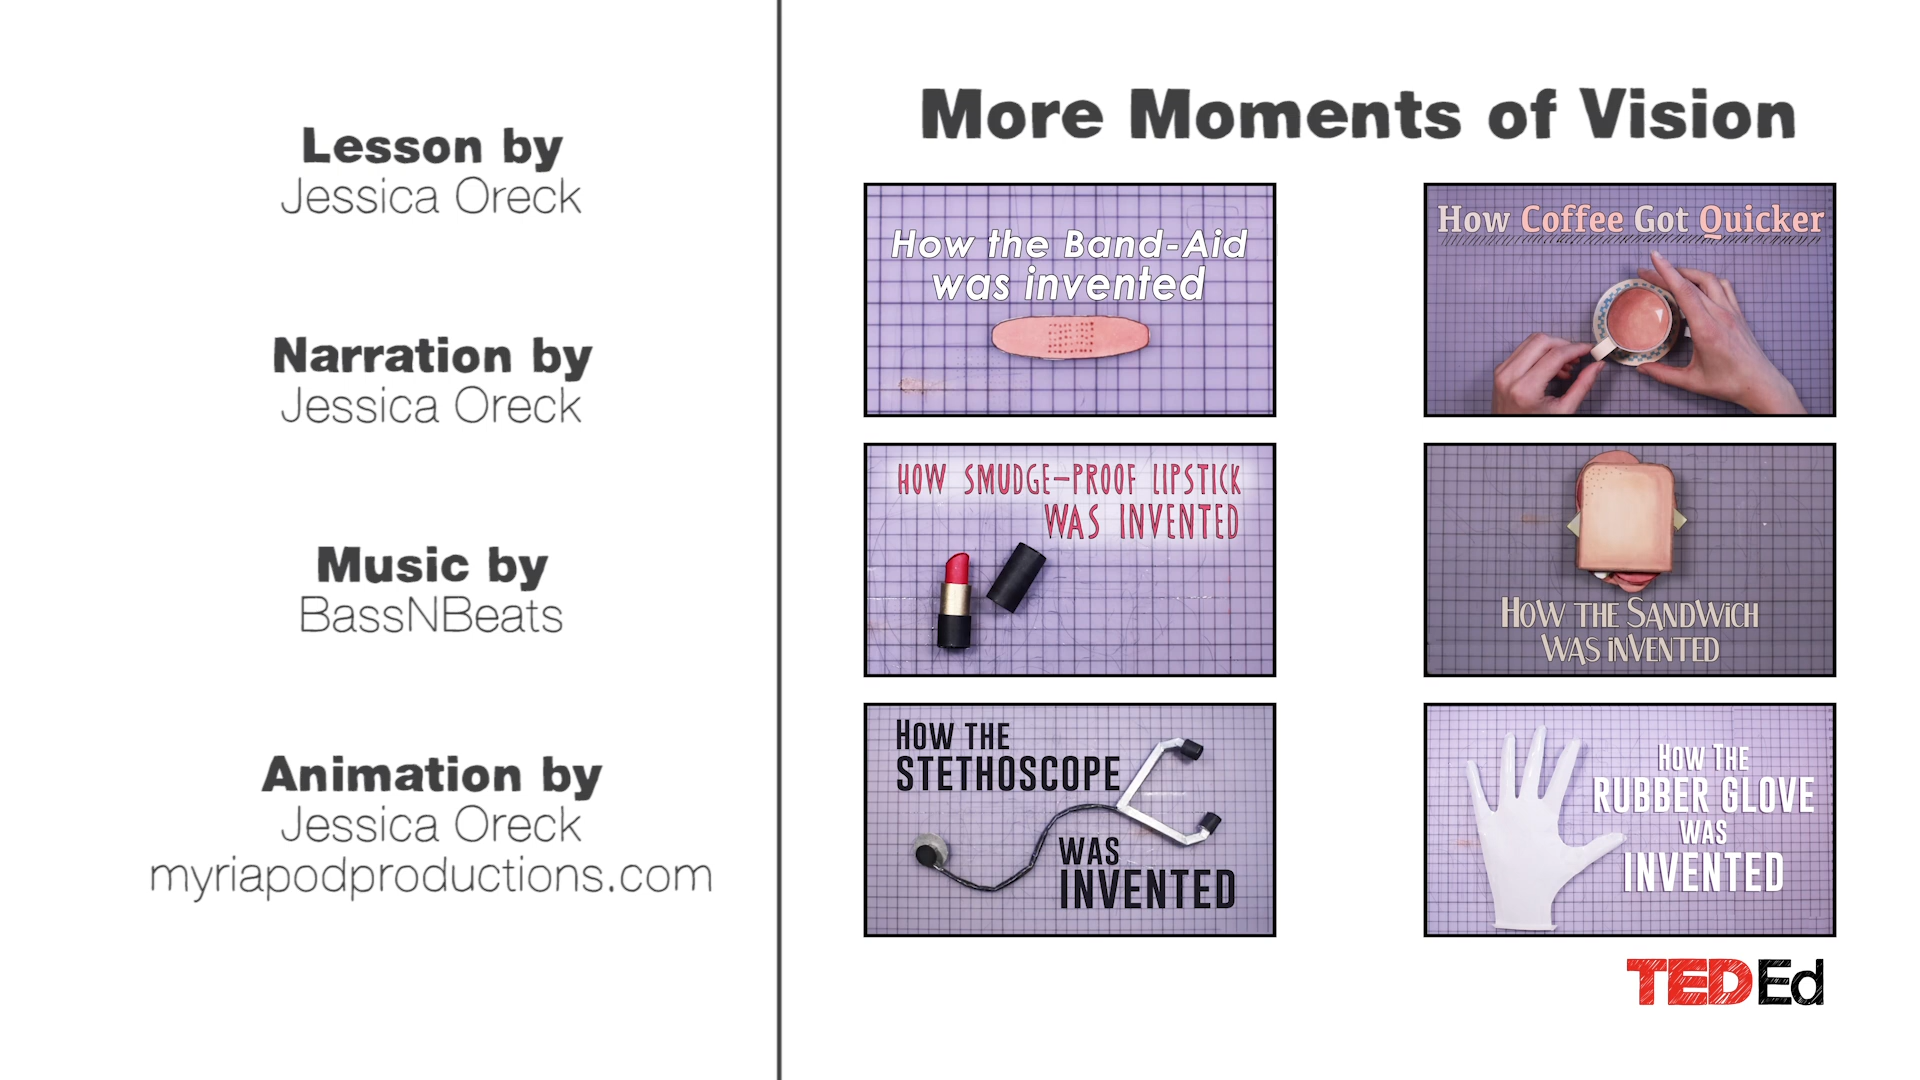 Lesson by
Jessica Oreck
Narration by
Jessica Oreck
Music by
BassNBeats
Animation by
Jessica Oreck
myriapodproductions.com
More Moments of Vision
How the Band-Aid
was invented
How Coffee Got Quicker
HOW SMUDGE-PROOF LIPSTICK
WAS INVENTED
HOW THE SANDWiCH
WAS iNVENTED
HOW THE
STETHOSCOPE
WAS
INVENTED
HOW THE
RUBBER GLOVE
WAS
INVENTED
TEDEd